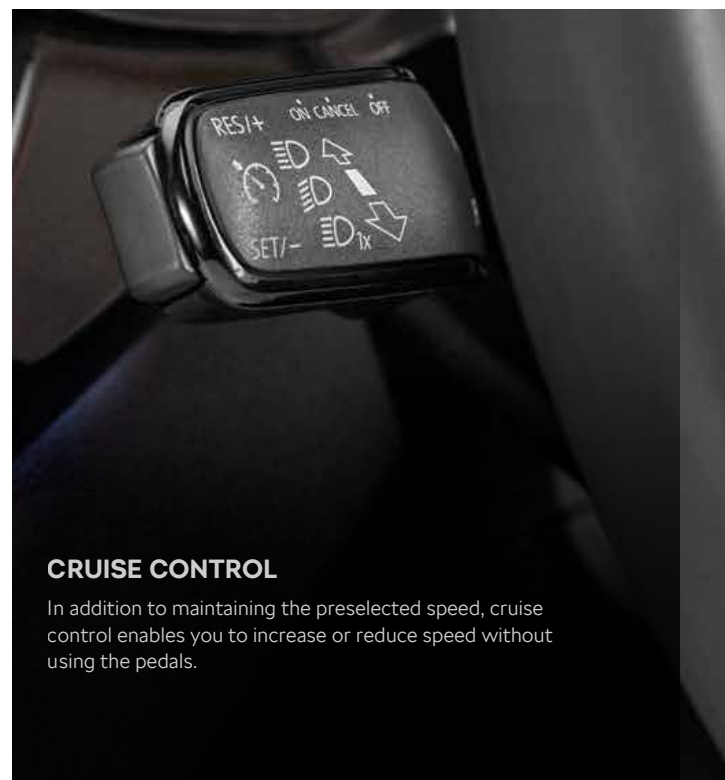 RES/+ ON CANCEL OFF
SET/- 1x
CRUISE CONTROL
In addition to maintaining the preselected speed, cruise
control enables you to increase or reduce speed without
using the pedals.